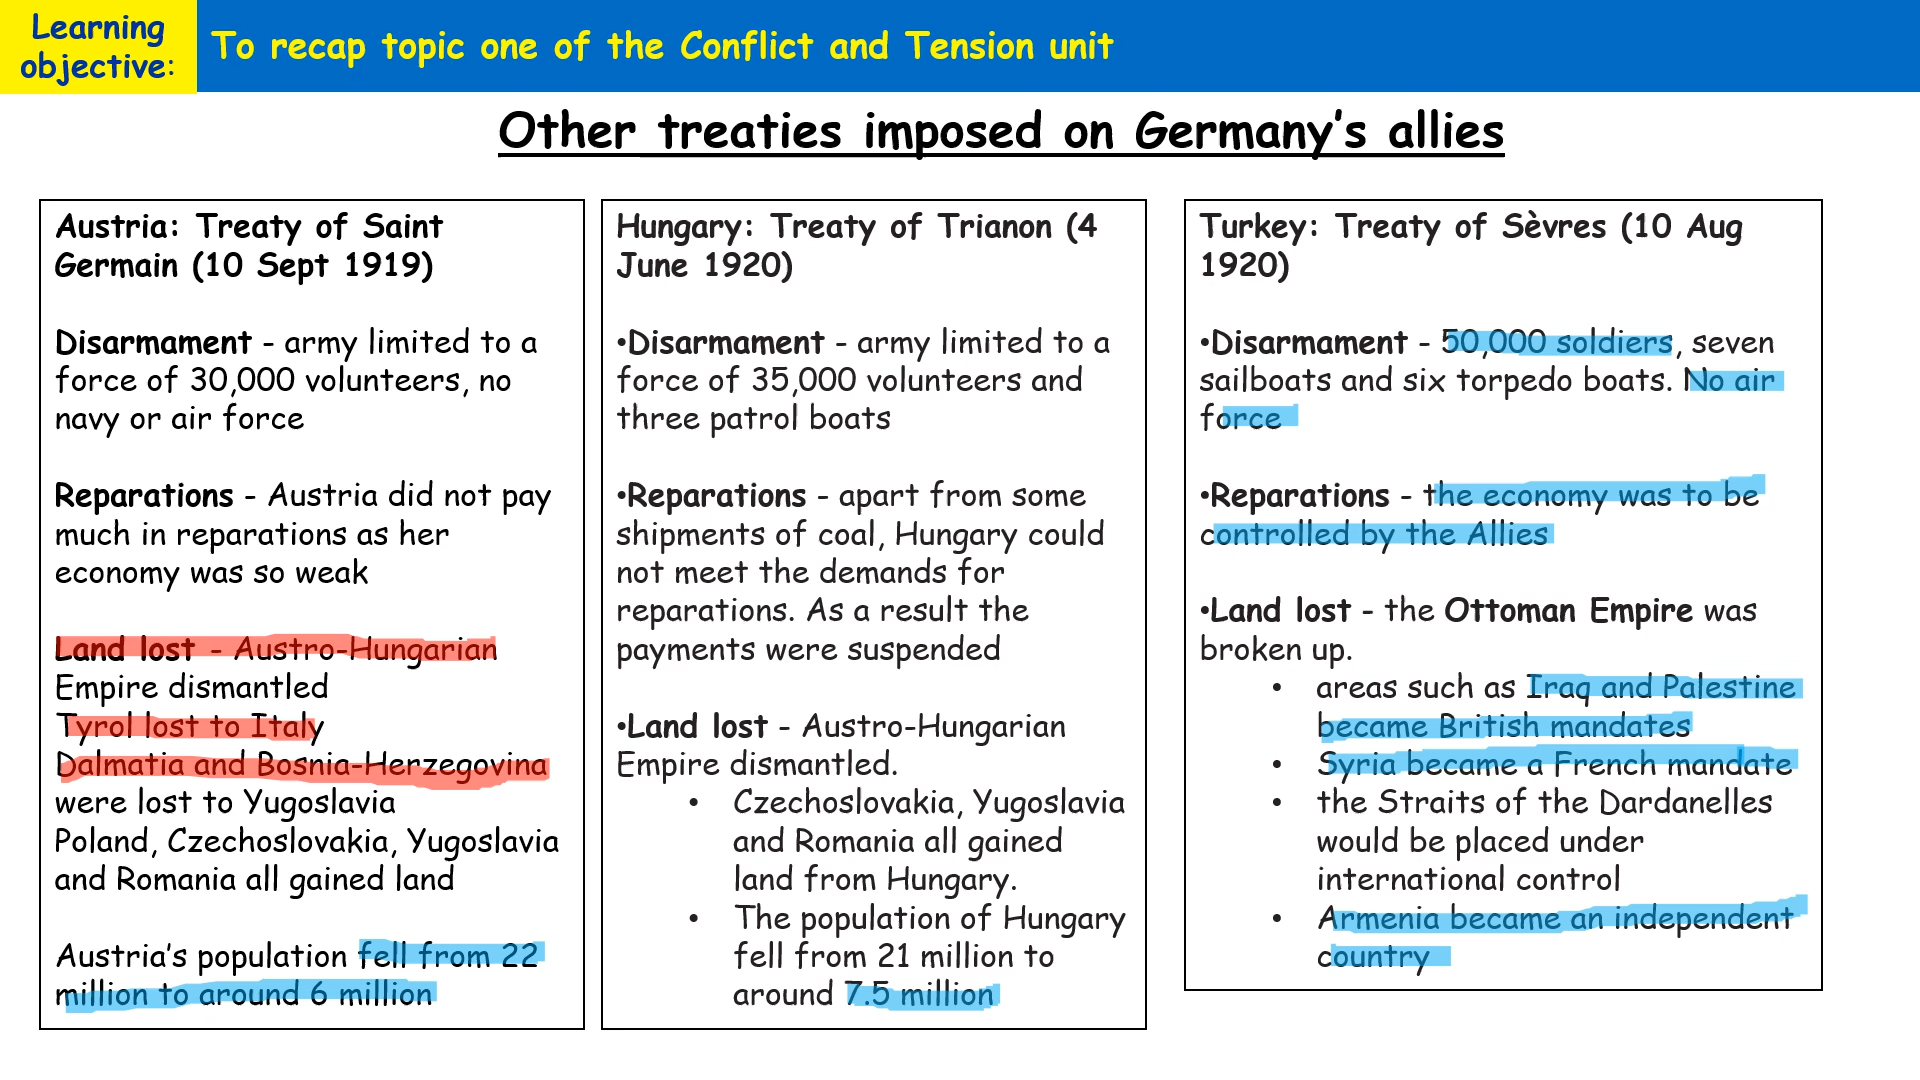 Learning
objective:
To recap topic one of the Conflict and Tension unit
Other treaties imposed on Germany's allies
Austria: Treaty of Saint
Germain (10 Sept 1919)
Disarmament - army limited to a
force of 30,000 volunteers, no
navy or air force
Reparations - Austria did not pay
much in reparations as her
economy was so weak
Land lost - Austro-Hungarian
Empire dismantled
Tyrol lost to Italy
Dalmatia and Bosnia-Herzegovina
were lost to Yugoslavia
Poland, Czechoslovakia, Yugoslavia
and Romania all gained land
Austria's population fell from 22
million to around 6 million
Hungary: Treaty of Trianon (4
June 1920)
•Disarmament - army limited to a
force of 35,000 volunteers and
three patrol boats
•Reparations - apart from some
shipments of coal, Hungary could
not meet the demands for
reparations. As a result the
payments were suspended
•Land lost - Austro-Hungarian
Empire dismantled.
• Czechoslovakia, Yugoslavia
and Romania all gained
land from Hungary.
• The population of Hungary
fell from 21 million to
around 7.5 million
Turkey: Treaty of Sèvres (10 Aug
1920)
•Disarmament - 50,000 soldiers, seven
sailboats and six torpedo boats. No air
force
•Reparations - the economy was to be
controlled by the Allies
•Land lost - the Ottoman Empire was
broken up.
• areas such as Iraq and Palestine
became British mandates
• Syria became a French mandate
• the Straits of the Dardanelles
would be placed under
international control
• Armenia became an independent
country